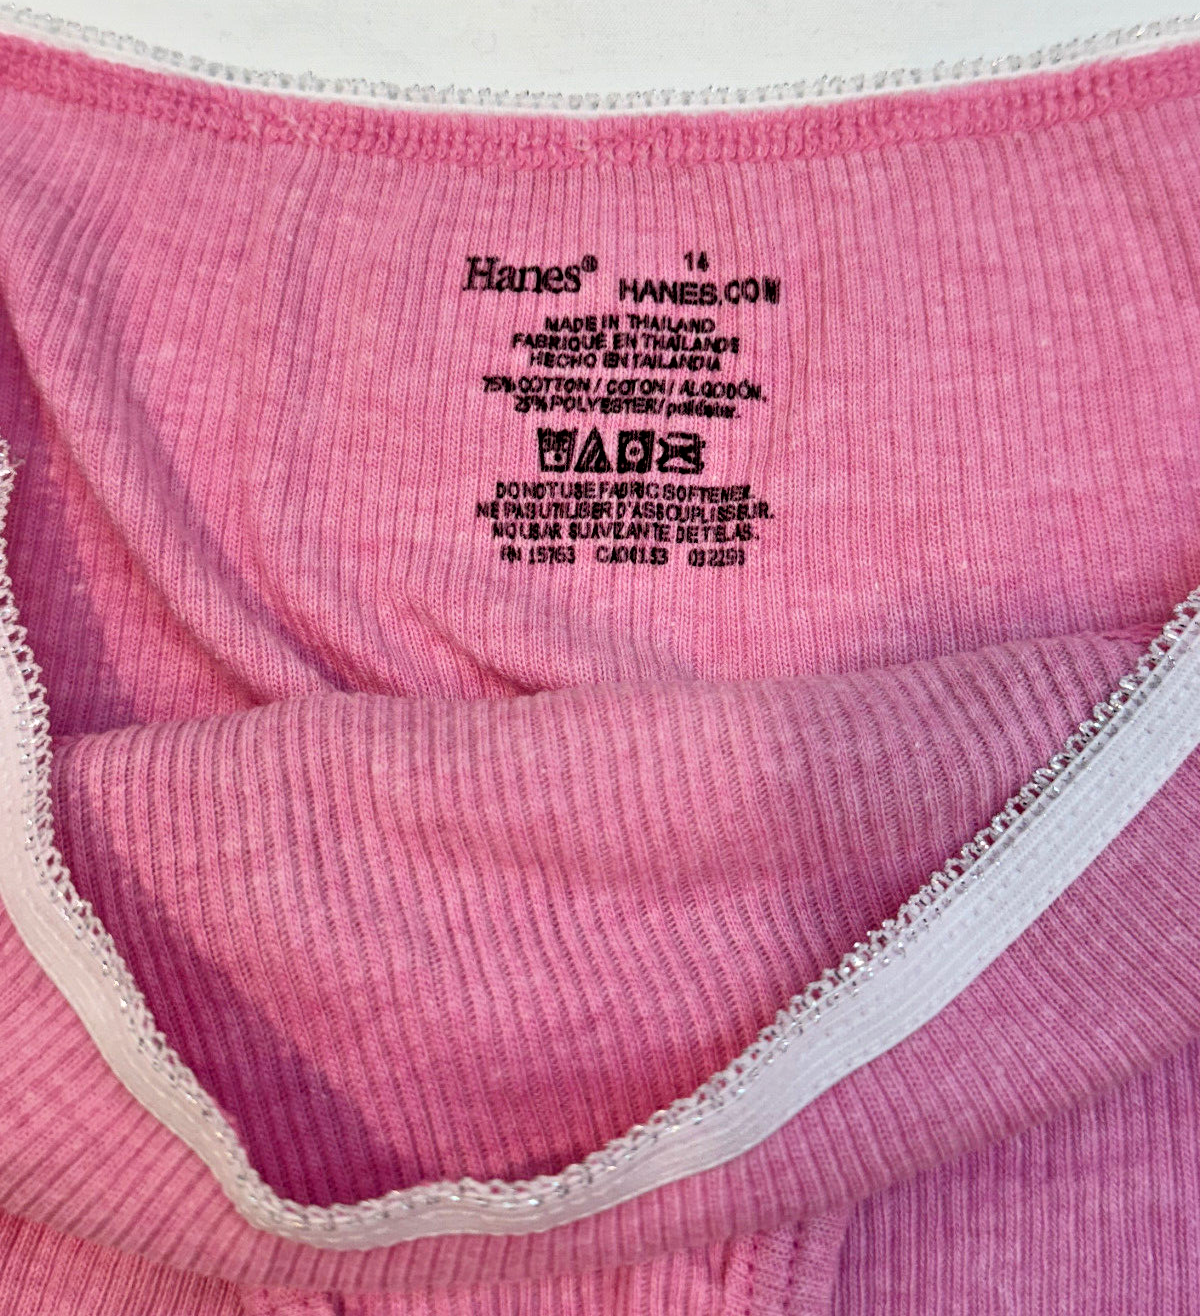 Hanes®
14
HANES.COM
MADE IN THAILAND
FABRIQUÉ EN THAÏLANDE
HECHO EN TAILANDIA
75% COTTON / COTON / ALGODÓN.
25% POLYESTER / poliéster.
DO NOT USE FABRIC SOFTENER.
NE PAS UTILISER D'ASSOUPLISSEUR.
NO USAR SUAVIZANTE DE TELAS.
RN 15763 CA00153